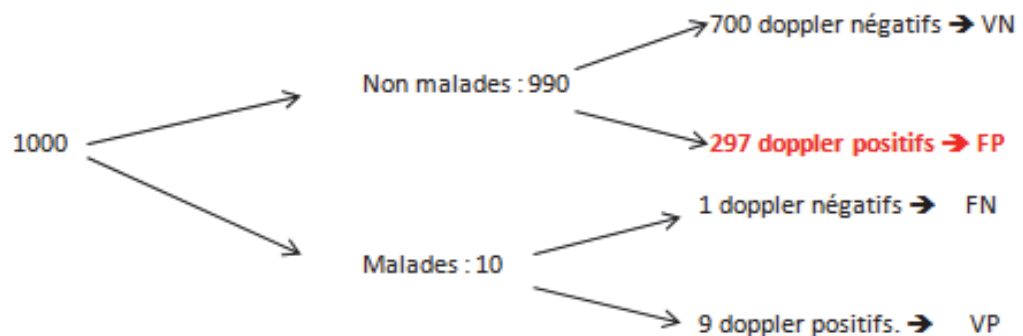 700 doppler négatifs ➔ VN
Non malades : 990
1000
297 doppler positifs ➔ FP
1 doppler négatifs ➔ FN
Malades : 10
9 doppler positifs. ➔ VP